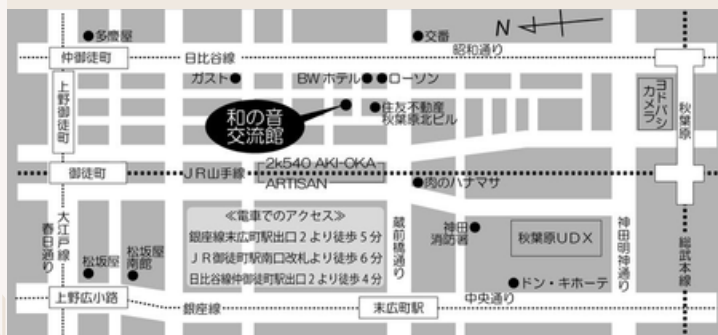 多慶屋
N
交番
仲御徒町
日比谷線
昭和通り
ガスト
BWホテル
ローソン
上野御徒町
和の音
交流館
住友不動産
秋葉原北ビル
ヨドバシ
カメラ
秋葉原
御徒町
JR山手線
2k540 AKI-OKA
ARTISAN
肉のハナマサ
大江戸線
春日通り
≪電車でのアクセス≫
銀座線末広町駅出口2より徒歩5分
JR御徒町駅南口改札より徒歩6分
日比谷線仲御徒町駅出口2より徒歩4分
蔵前橋通り
神田
消防署
秋葉原UDX
神田明神通り
総武本線
松坂屋
松坂屋
南館
ドン・キホーテ
上野広小路
銀座線
末広町駅
中央通り